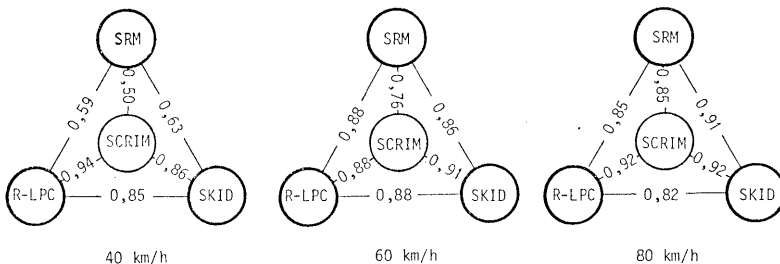 SRM
0,59
0,50
0,63
SCRIM
0,94
0,86
R-LPC
0,85
SKID
40 km/h
SRM
0,88
0,76
0,86
SCRIM
0,88
0,91
R-LPC
0,88
SKID
60 km/h
SRM
0,85
0,85
0,91
SCRIM
0,92
0,92
R-LPC
0,82
SKID
80 km/h